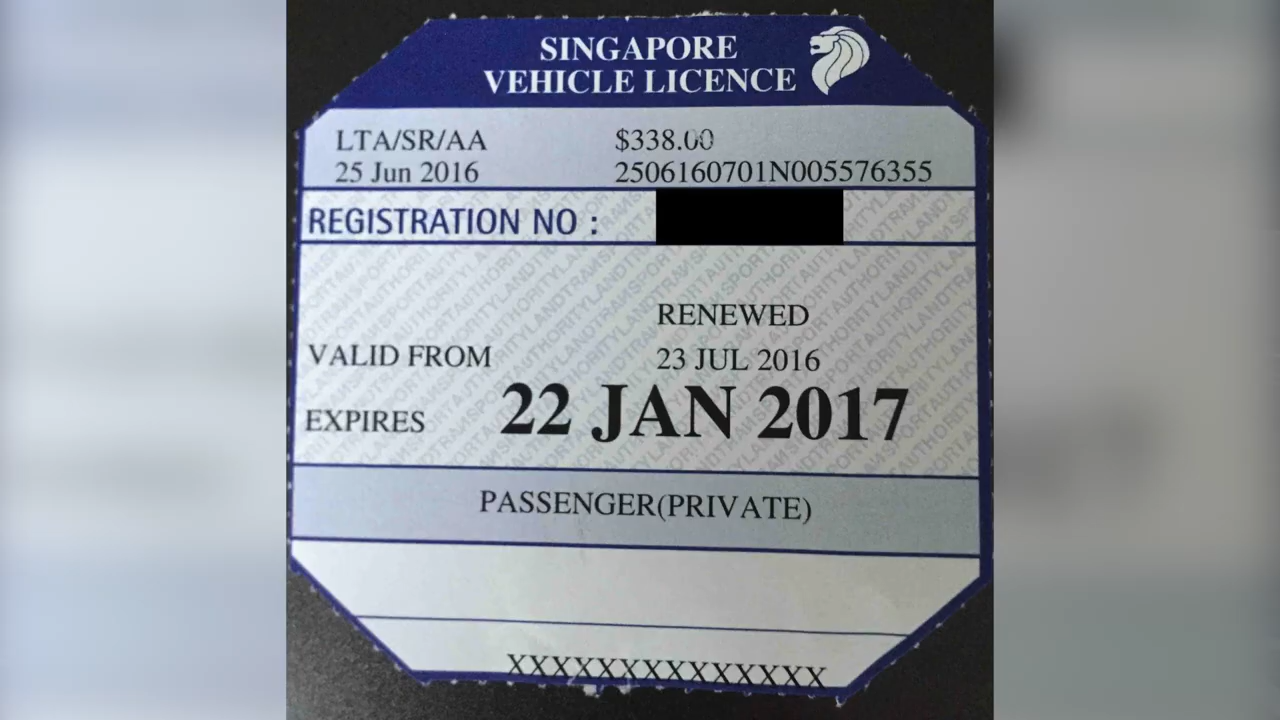 SINGAPORE
VEHICLE LICENCE
LTA/SR/AA $338.00
25 Jun 2016 2506160701N005576355
REGISTRATION NO :
RENEWED
VALID FROM 23 JUL 2016
EXPIRES 22 JAN 2017
PASSENGER(PRIVATE)
XXXXXXXXXXXXXX